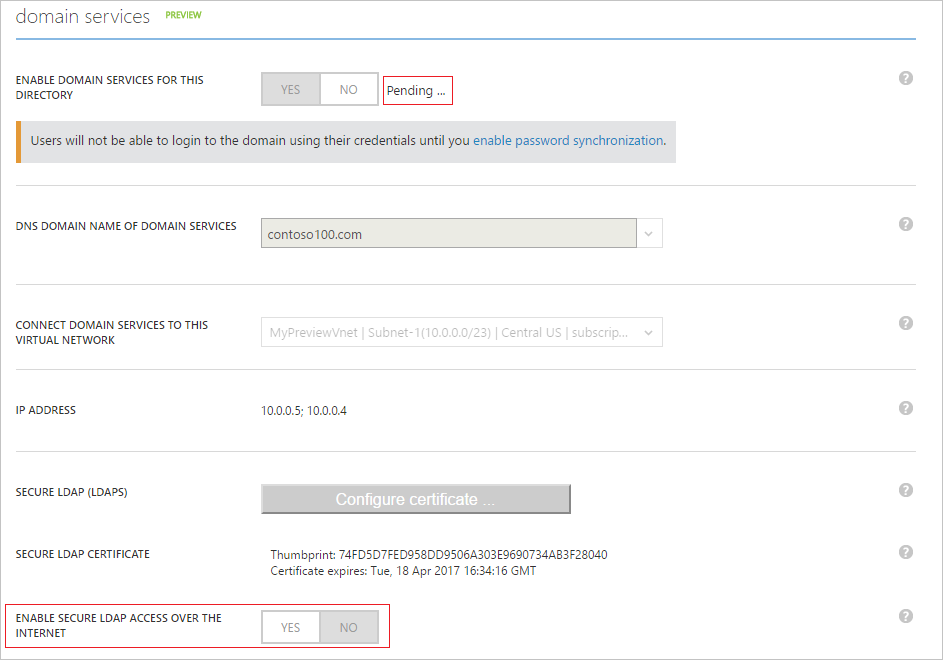 domain services PREVIEW
ENABLE DOMAIN SERVICES FOR THIS
DIRECTORY
YES NO Pending ...
?
Users will not be able to login to the domain using their credentials until you enable password synchronization.
DNS DOMAIN NAME OF DOMAIN SERVICES
contoso100.com
?
CONNECT DOMAIN SERVICES TO THIS
VIRTUAL NETWORK
MyPreviewVnet | Subnet-1(10.0.0.0/23) | Central US | subscrip...
?
IP ADDRESS
10.0.0.5; 10.0.0.4
?
SECURE LDAP (LDAPS)
Configure certificate ...
?
SECURE LDAP CERTIFICATE
Thumbprint: 74FD5D7FED958DD9506A303E9690734AB3F28040
Certificate expires: Tue, 18 Apr 2017 16:34:16 GMT
?
ENABLE SECURE LDAP ACCESS OVER THE
INTERNET
YES NO
?